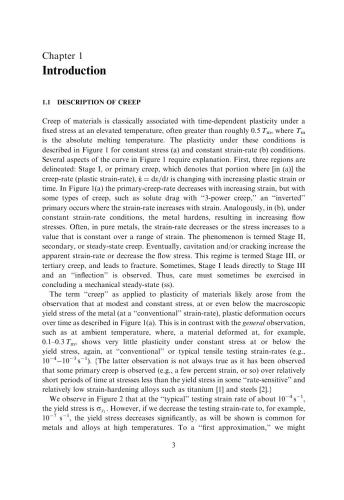 Chapter 1
Introduction
1.1 DESCRIPTION OF CREEP
Creep of materials is classically associated with time-dependent plasticity under a
fixed stress at an elevated temperature, often greater than roughly 0.5 Tm, where Tm
is the absolute melting temperature. The plasticity under these conditions is
described in Figure 1 for constant stress (a) and constant strain-rate (b) conditions.
Several aspects of the curve in Figure 1 require explanation. First, three regions are
delineated: Stage I, or primary creep, which denotes that portion where [in (a)] the
creep-rate (plastic strain-rate), ε̇ = dε/dt is changing with increasing plastic strain or
time. In Figure 1(a) the primary-creep-rate decreases with increasing strain, but with
some types of creep, such as solute drag with “3-power creep,” an “inverted”
primary occurs where the strain-rate increases with strain. Analogously, in (b), under
constant strain-rate conditions, the metal hardens, resulting in increasing flow
stresses. Often, in pure metals, the strain-rate decreases or the stress increases to a
value that is constant over a range of strain. The phenomenon is termed Stage II,
secondary, or steady-state creep. Eventually, cavitation and/or cracking increase the
apparent strain-rate or decrease the flow stress. This regime is termed Stage III, or
tertiary creep, and leads to fracture. Sometimes, Stage I leads directly to Stage III
and an “inflection” is observed. Thus, care must sometimes be exercised in
concluding a mechanical steady-state (ss).
The term “creep” as applied to plasticity of materials likely arose from the
observation that at modest and constant stress, at or even below the macroscopic
yield stress of the metal (at a “conventional” strain-rate), plastic deformation occurs
over time as described in Figure 1(a). This is in contrast with the general observation,
such as at ambient temperature, where, a material deformed at, for example,
0.1–0.3 Tm, shows very little plasticity under constant stress at or below the
yield stress, again, at “conventional” or typical tensile testing strain-rates (e.g.,
10⁻⁴–10⁻³ s⁻¹). {The latter observation is not always true as it has been observed
that some primary creep is observed (e.g., a few percent strain, or so) over relatively
short periods of time at stresses less than the yield stress in some “rate-sensitive” and
relatively low strain-hardening alloys such as titanium [1] and steels [2].}
We observe in Figure 2 that at the “typical” testing strain rate of about 10⁻⁴ s⁻¹,
the yield stress is σy₁. However, if we decrease the testing strain-rate to, for example,
10⁻⁷ s⁻¹, the yield stress decreases significantly, as will be shown is common for
metals and alloys at high temperatures. To a “first approximation,” we might
3